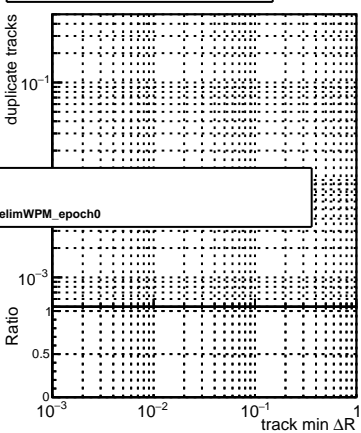 duplicate tracks
10⁻¹
elimWPM_epoch0
10⁻³
Ratio
1
0.5
0
10⁻³ 10⁻² 10⁻¹ 1
track min ΔR